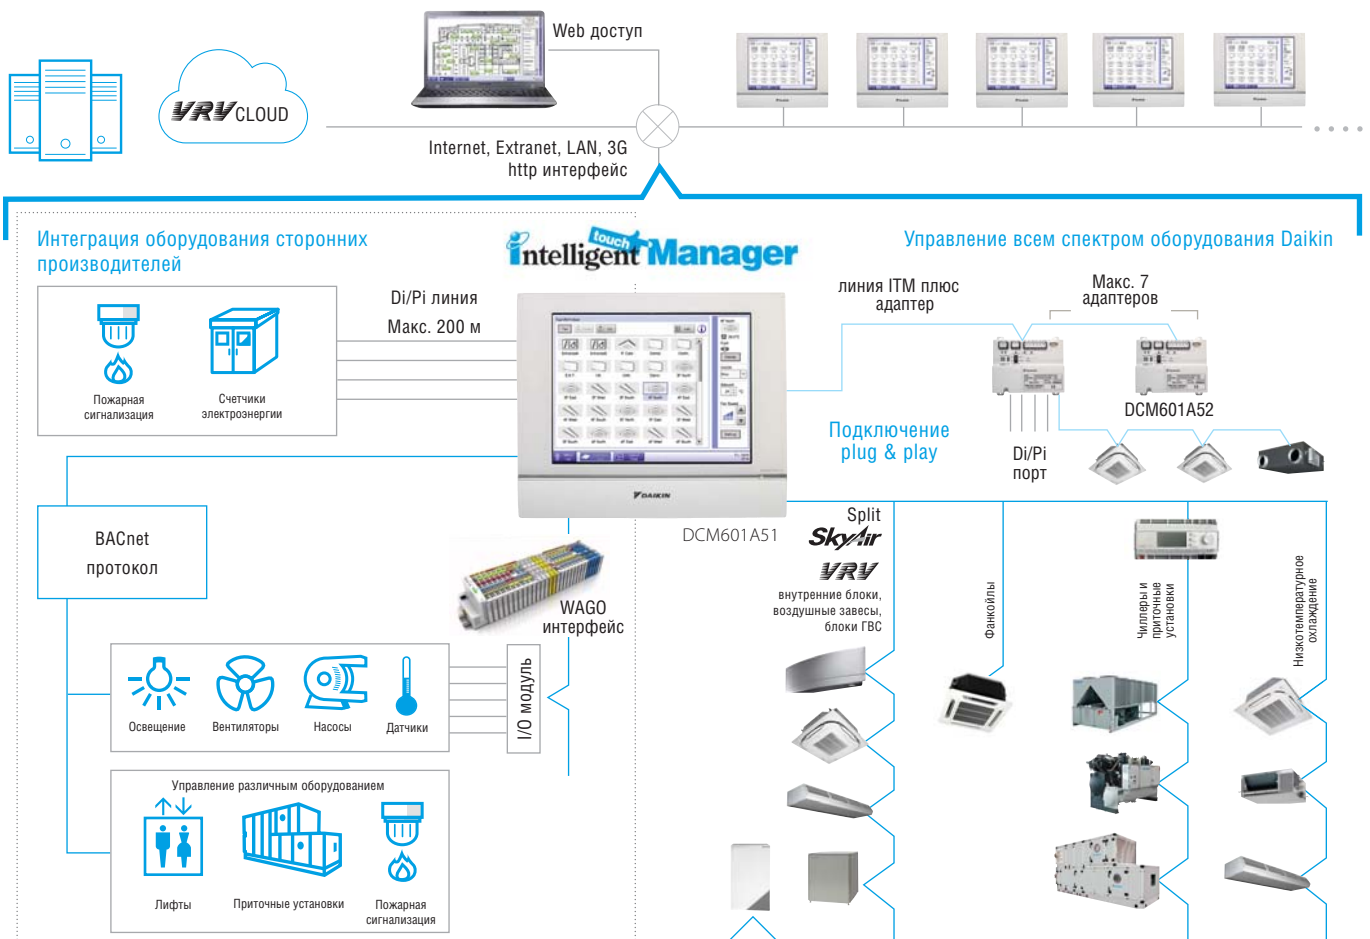 Web доступ
VRV CLOUD
Internet, Extranet, LAN, 3G
http интерфейс
Интеграция оборудования сторонних
производителей
intelligent touch Manager
Управление всем спектром оборудования Daikin
Di/Pi линия
Макс. 200 м
линия ITM плюс
адаптер
Макс. 7
адаптеров
Пожарная
сигнализация
Счетчики
электроэнергии
DCM601A52
Подключение
plug & play
Di/Pi
порт
DAIKIN
DCM601A51
BACnet
протокол
WAGO
интерфейс
Split
SkyAir
VRV
внутренние блоки,
воздушные завесы,
блоки ГВС
Фанкойлы
Чиллеры и
приточные
установки
Низкотемпературное
охлаждение
I/O модуль
Освещение
Вентиляторы
Насосы
Датчики
Управление различным оборудованием
Лифты
Приточные установки
Пожарная
сигнализация